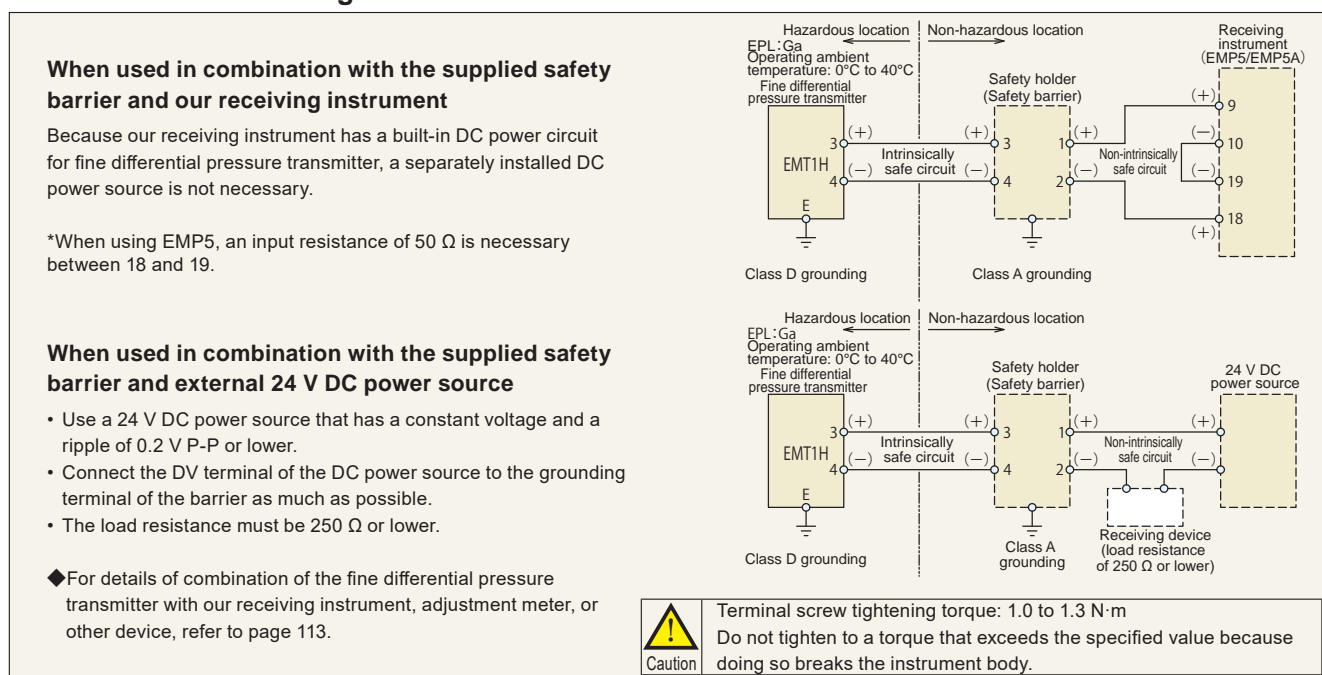 When used in combination with the supplied safety
barrier and our receiving instrument
Because our receiving instrument has a built-in DC power circuit
for fine differential pressure transmitter, a separately installed DC
power source is not necessary.
*When using EMP5, an input resistance of 50 Ω is necessary
between 18 and 19.
Hazardous location
Non-hazardous location
EPL:Ga
Operating ambient
temperature: 0°C to 40°C
Fine differential
pressure transmitter
EMT1H
3
(+)
4
(−)
E
Class D grounding
Intrinsically
safe circuit
Safety holder
(Safety barrier)
(+)
3
(−)
4
1
(+)
2
(−)
Class A grounding
Non-intrinsically
safe circuit
Receiving
instrument
(EMP5/EMP5A)
(+)
9
(−)
10
(−)
19
18
(+)
When used in combination with the supplied safety
barrier and external 24 V DC power source
• Use a 24 V DC power source that has a constant voltage and a
ripple of 0.2 V P-P or lower.
• Connect the DV terminal of the DC power source to the grounding
terminal of the barrier as much as possible.
• The load resistance must be 250 Ω or lower.
◆For details of combination of the fine differential pressure
transmitter with our receiving instrument, adjustment meter, or
other device, refer to page 113.
Hazardous location
Non-hazardous location
EPL:Ga
Operating ambient
temperature: 0°C to 40°C
Fine differential
pressure transmitter
EMT1H
3
(+)
4
(−)
E
Class D grounding
Intrinsically
safe circuit
Safety holder
(Safety barrier)
(+)
3
(−)
4
1
(+)
2
(−)
Class A
grounding
Non-intrinsically
safe circuit
24 V DC
power source
(+)
(−)
Receiving device
(load resistance
of 250 Ω or lower)
Caution
Terminal screw tightening torque: 1.0 to 1.3 N·m
Do not tighten to a torque that exceeds the specified value because
doing so breaks the instrument body.